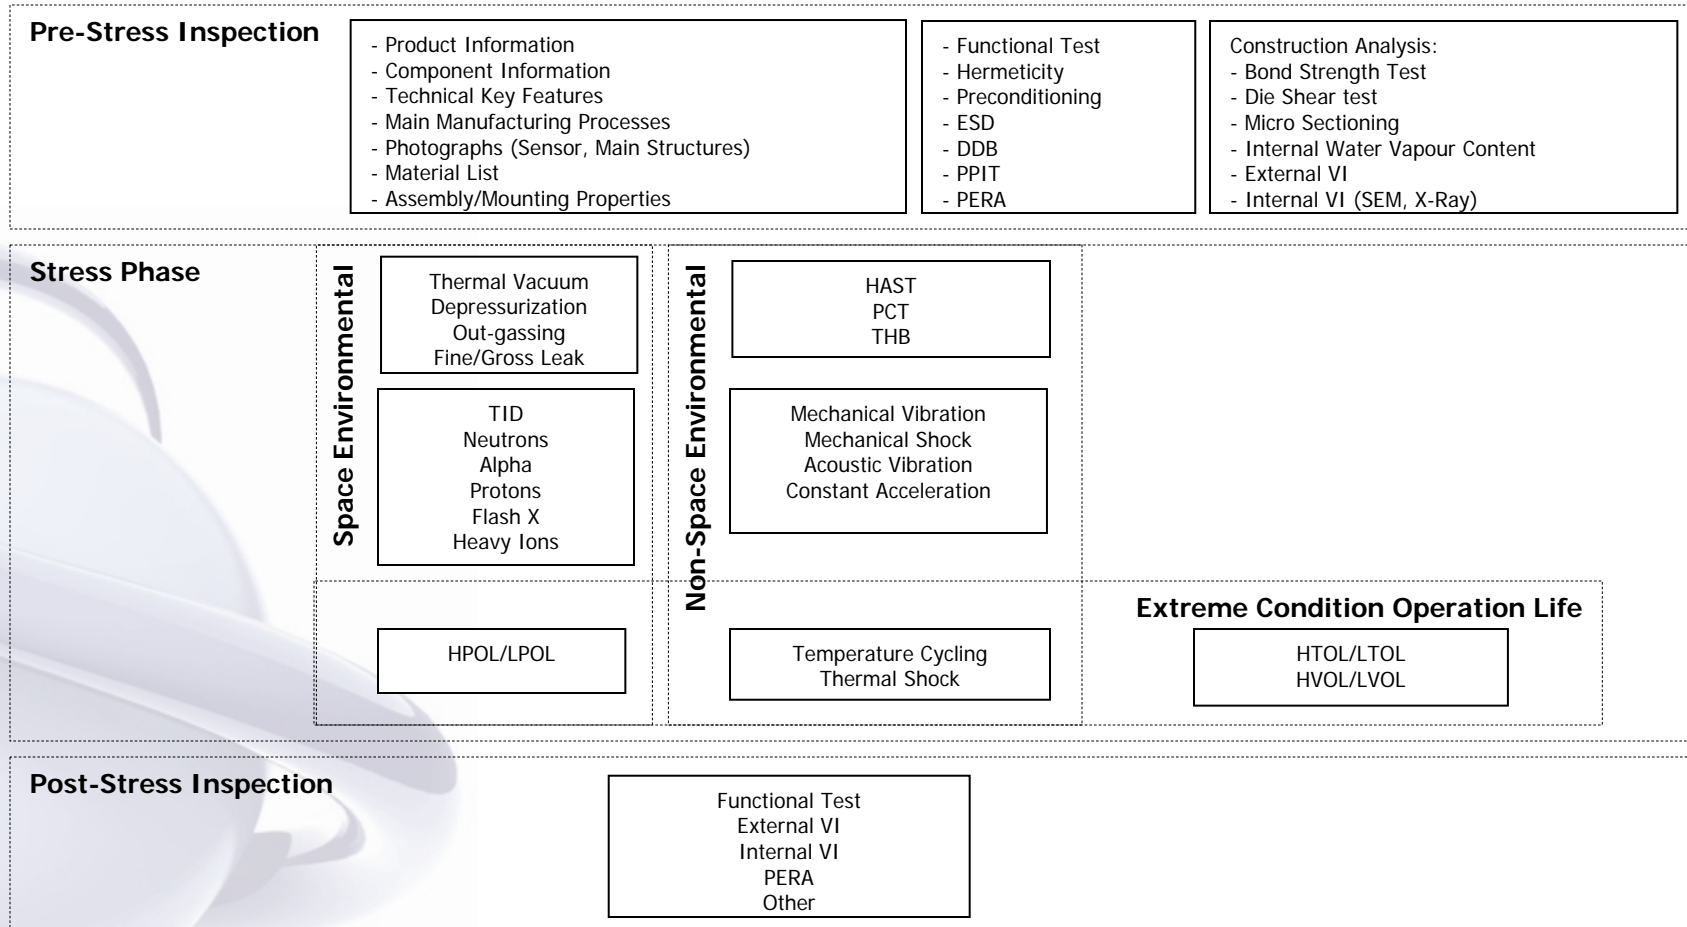 Pre-Stress Inspection
- Product Information
- Component Information
- Technical Key Features
- Main Manufacturing Processes
- Photographs (Sensor, Main Structures)
- Material List
- Assembly/Mounting Properties
- Functional Test
- Hermeticity
- Preconditioning
- ESD
- DDB
- PPIT
- PERA
Construction Analysis:
- Bond Strength Test
- Die Shear test
- Micro Sectioning
- Internal Water Vapour Content
- External VI
- Internal VI (SEM, X-Ray)
Stress Phase
Space Environmental
Thermal Vacuum
Depressurization
Out-gassing
Fine/Gross Leak
TID
Neutrons
Alpha
Protons
Flash X
Heavy Ions
HPOL/LPOL
Non-Space Environmental
HAST
PCT
THB
Mechanical Vibration
Mechanical Shock
Acoustic Vibration
Constant Acceleration
Temperature Cycling
Thermal Shock
Extreme Condition Operation Life
HTOL/LTOL
HVOL/LVOL
Post-Stress Inspection
Functional Test
External VI
Internal VI
PERA
Other